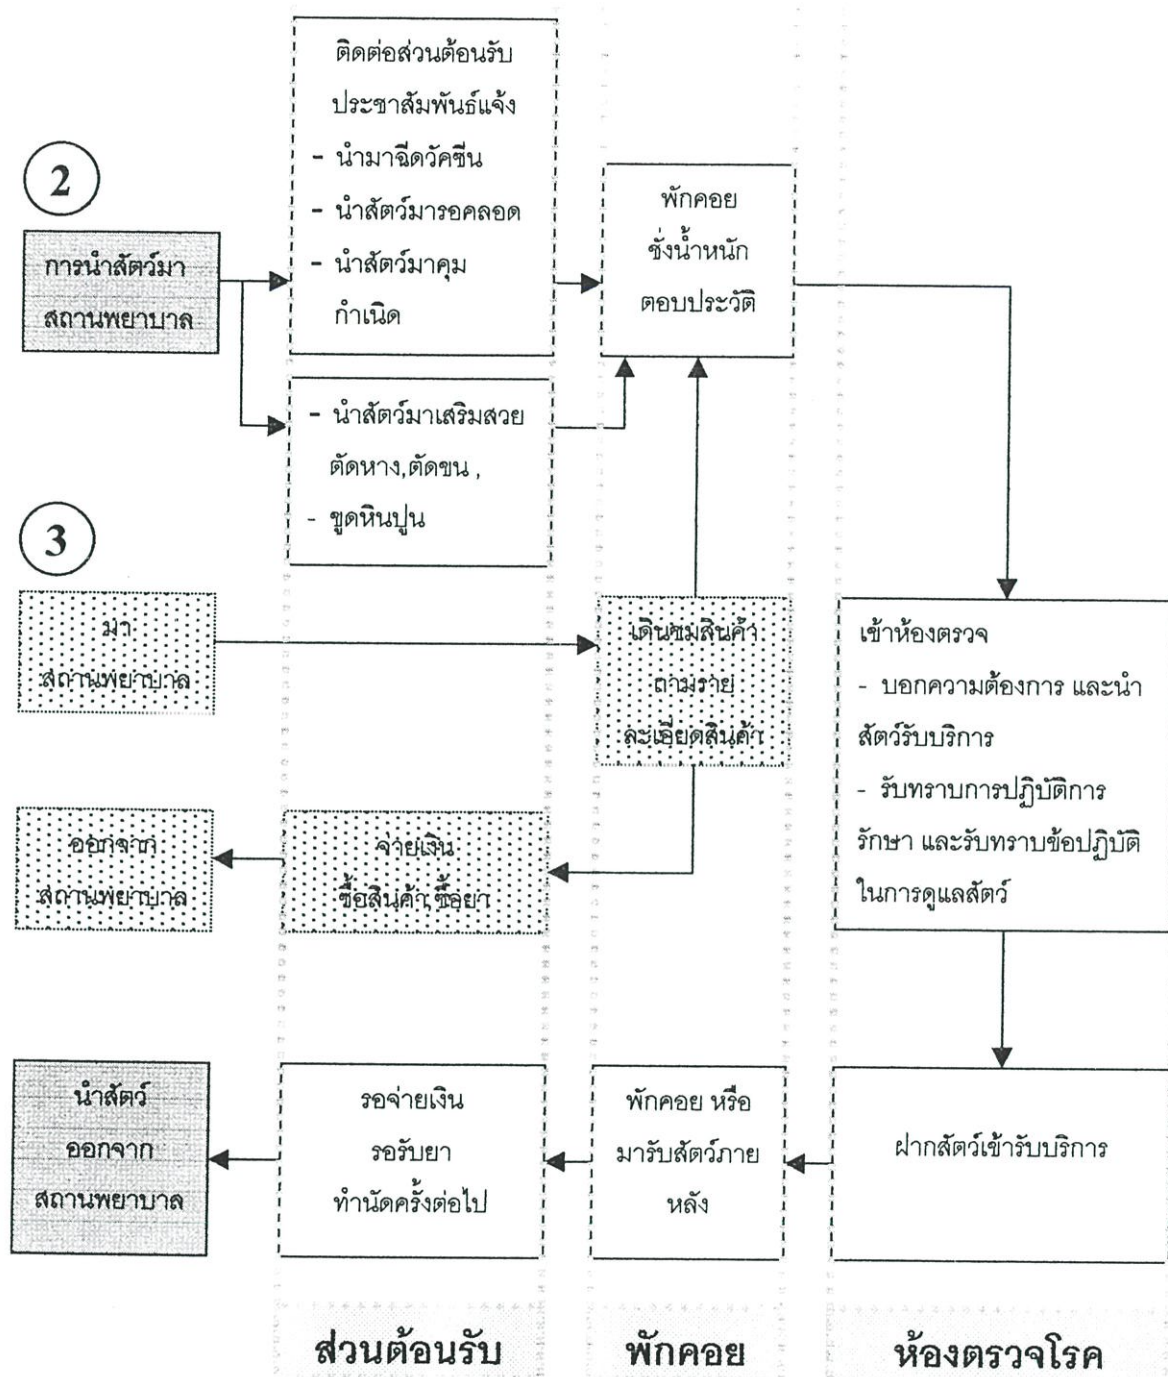 ติดต่อส่วนต้อนรับ
ประชาสัมพันธ์แจ้ง
- นำมาฉีดวัคซีน
- นำสัตว์มารอคลอด
- นำสัตว์มาคุม
กำเนิด
2
การนำสัตว์มา
สถานพยาบาล
พักคอย
ชั่งน้ำหนัก
ตอบประวัติ
- นำสัตว์มาเสริมสวย
ตัดหาง,ตัดขน ,
- ขูดหินปูน
3
มา
สถานพยาบาล
เดินชมสินค้า
ถามราย
ละเอียดสินค้า
เข้าห้องตรวจ
- บอกความต้องการ และนำ
สัตว์รับบริการ
- รับทราบการปฏิบัติการ
รักษา และรับทราบข้อปฏิบัติ
ในการดูแลสัตว์
ออกจาก
สถานพยาบาล
จ่ายเงิน
ซื้อสินค้า,ซื้อยา
นำสัตว์
ออกจาก
สถานพยาบาล
รอจ่ายเงิน
รอรับยา
ทำนัดครั้งต่อไป
พักคอย หรือ
มารับสัตว์ภาย
หลัง
ฝากสัตว์เข้ารับบริการ
ส่วนต้อนรับ
พักคอย
ห้องตรวจโรค